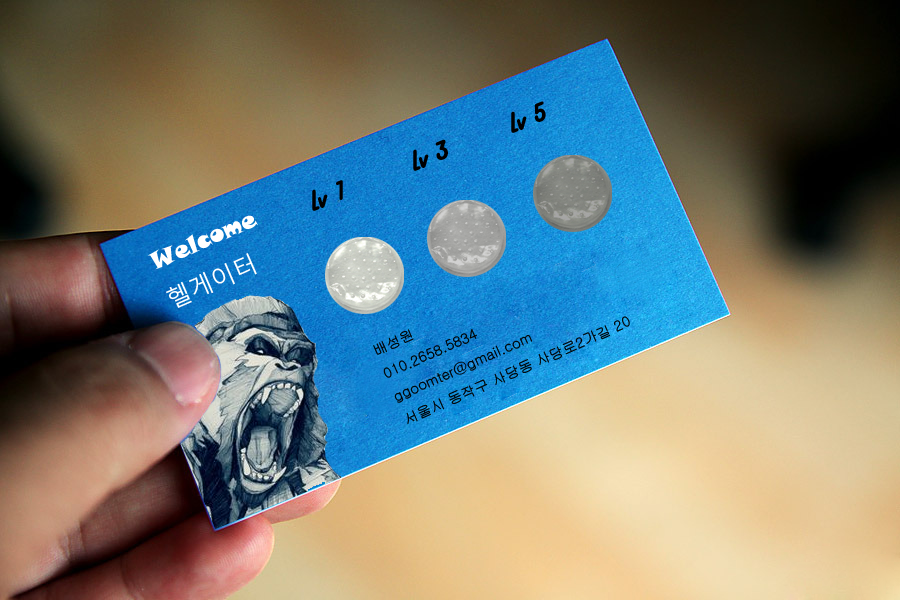 Welcome
헬게이터
Lv 1
Lv 3
Lv 5
배성원
010.2658.5834
ggoomter@gmail.com
서울시 동작구 사당동 사당로2가길 20